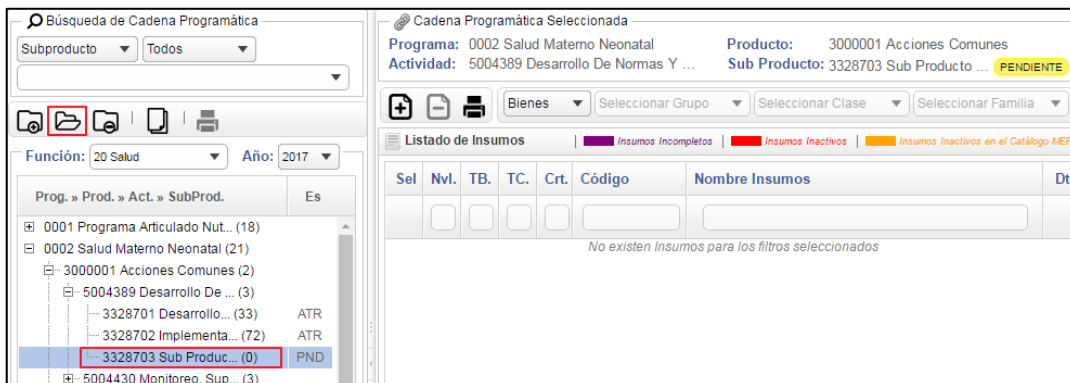 Búsqueda de Cadena Programática
Subproducto Todos
Función: 20 Salud Año: 2017
Prog. » Prod. » Act. » SubProd. Es
0001 Programa Articulado Nut... (18)
0002 Salud Materno Neonatal (21)
3000001 Acciones Comunes (2)
5004389 Desarrollo De ... (3)
3328701 Desarrollo... (33) ATR
3328702 Implementa... (72) ATR
3328703 Sub Produc... (0) PND
5004430 Monitoreo, Sup... (3)
Cadena Programática Seleccionada
Programa: 0002 Salud Materno Neonatal Producto: 3000001 Acciones Comunes
Actividad: 5004389 Desarrollo De Normas Y ... Sub Producto: 3328703 Sub Producto ... PENDIENTE
Bienes Seleccionar Grupo Seleccionar Clase Seleccionar Familia
Listado de Insumos Insumos Incompletos Insumos Inactivos Insumos Inactivos en el Catálogo MEF
Sel Nvl. TB. TC. Crt. Código Nombre Insumos Dt
No existen Insumos para los filtros seleccionados